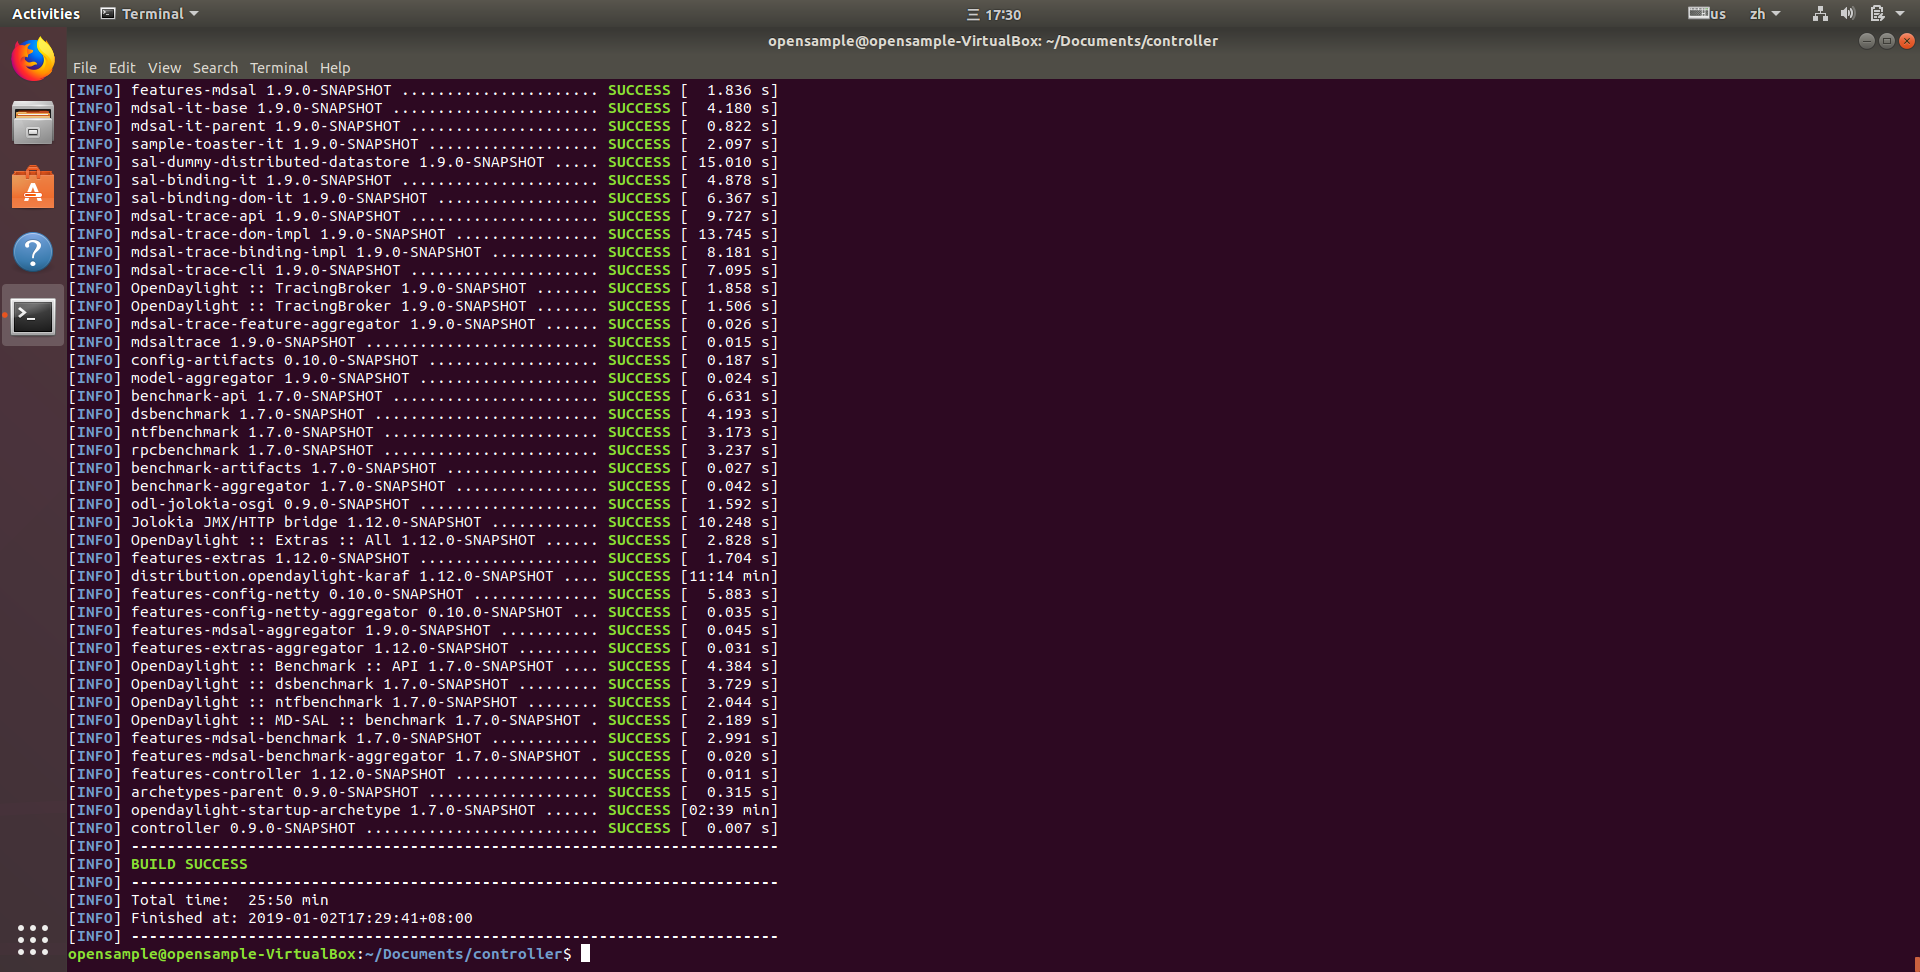 Activities Terminal 三 17:30 us zh
opensample@opensample-VirtualBox: ~/Documents/controller
File Edit View Search Terminal Help
[INFO] features-mdsal 1.9.0-SNAPSHOT ...................... SUCCESS [  1.836 s]
[INFO] mdsal-it-base 1.9.0-SNAPSHOT ....................... SUCCESS [  4.180 s]
[INFO] mdsal-it-parent 1.9.0-SNAPSHOT ..................... SUCCESS [  0.822 s]
[INFO] sample-toaster-it 1.9.0-SNAPSHOT ................... SUCCESS [  2.097 s]
[INFO] sal-dummy-distributed-datastore 1.9.0-SNAPSHOT ..... SUCCESS [ 15.010 s]
[INFO] sal-binding-it 1.9.0-SNAPSHOT ...................... SUCCESS [  4.878 s]
[INFO] sal-binding-dom-it 1.9.0-SNAPSHOT .................. SUCCESS [  6.367 s]
[INFO] mdsal-trace-api 1.9.0-SNAPSHOT ..................... SUCCESS [  9.727 s]
[INFO] mdsal-trace-dom-impl 1.9.0-SNAPSHOT ................ SUCCESS [ 13.745 s]
[INFO] mdsal-trace-binding-impl 1.9.0-SNAPSHOT ............ SUCCESS [  8.181 s]
[INFO] mdsal-trace-cli 1.9.0-SNAPSHOT ..................... SUCCESS [  7.095 s]
[INFO] OpenDaylight :: TracingBroker 1.9.0-SNAPSHOT ....... SUCCESS [  1.858 s]
[INFO] OpenDaylight :: TracingBroker 1.9.0-SNAPSHOT ....... SUCCESS [  1.506 s]
[INFO] mdsal-trace-feature-aggregator 1.9.0-SNAPSHOT ...... SUCCESS [  0.026 s]
[INFO] mdsaltrace 1.9.0-SNAPSHOT .......................... SUCCESS [  0.015 s]
[INFO] config-artifacts 0.10.0-SNAPSHOT ................... SUCCESS [  0.187 s]
[INFO] model-aggregator 1.9.0-SNAPSHOT .................... SUCCESS [  0.024 s]
[INFO] benchmark-api 1.7.0-SNAPSHOT ....................... SUCCESS [  6.631 s]
[INFO] dsbenchmark 1.7.0-SNAPSHOT ......................... SUCCESS [  4.193 s]
[INFO] ntfbenchmark 1.7.0-SNAPSHOT ........................ SUCCESS [  3.173 s]
[INFO] rpcbenchmark 1.7.0-SNAPSHOT ........................ SUCCESS [  3.237 s]
[INFO] benchmark-artifacts 1.7.0-SNAPSHOT ................. SUCCESS [  0.027 s]
[INFO] benchmark-aggregator 1.7.0-SNAPSHOT ................ SUCCESS [  0.042 s]
[INFO] odl-jolokia-osgi 0.9.0-SNAPSHOT .................... SUCCESS [  1.592 s]
[INFO] Jolokia JMX/HTTP bridge 1.12.0-SNAPSHOT ............ SUCCESS [ 10.248 s]
[INFO] OpenDaylight :: Extras :: All 1.12.0-SNAPSHOT ...... SUCCESS [  2.828 s]
[INFO] features-extras 1.12.0-SNAPSHOT .................... SUCCESS [  1.704 s]
[INFO] distribution.opendaylight-karaf 1.12.0-SNAPSHOT .... SUCCESS [11:14 min]
[INFO] features-config-netty 0.10.0-SNAPSHOT .............. SUCCESS [  5.883 s]
[INFO] features-config-netty-aggregator 0.10.0-SNAPSHOT ... SUCCESS [  0.035 s]
[INFO] features-mdsal-aggregator 1.9.0-SNAPSHOT ........... SUCCESS [  0.045 s]
[INFO] features-extras-aggregator 1.12.0-SNAPSHOT ......... SUCCESS [  0.031 s]
[INFO] OpenDaylight :: Benchmark :: API 1.7.0-SNAPSHOT .... SUCCESS [  4.384 s]
[INFO] OpenDaylight :: dsbenchmark 1.7.0-SNAPSHOT ......... SUCCESS [  3.729 s]
[INFO] OpenDaylight :: ntfbenchmark 1.7.0-SNAPSHOT ........ SUCCESS [  2.044 s]
[INFO] OpenDaylight :: MD-SAL :: benchmark 1.7.0-SNAPSHOT . SUCCESS [  2.189 s]
[INFO] features-mdsal-benchmark 1.7.0-SNAPSHOT ............ SUCCESS [  2.991 s]
[INFO] features-mdsal-benchmark-aggregator 1.7.0-SNAPSHOT . SUCCESS [  0.020 s]
[INFO] features-controller 1.12.0-SNAPSHOT ................ SUCCESS [  0.011 s]
[INFO] archetypes-parent 0.9.0-SNAPSHOT ................... SUCCESS [  0.315 s]
[INFO] opendaylight-startup-archetype 1.7.0-SNAPSHOT ...... SUCCESS [02:39 min]
[INFO] controller 0.9.0-SNAPSHOT .......................... SUCCESS [  0.007 s]
[INFO] ------------------------------------------------------------------------
[INFO] BUILD SUCCESS
[INFO] ------------------------------------------------------------------------
[INFO] Total time:  25:50 min
[INFO] Finished at: 2019-01-02T17:29:41+08:00
[INFO] ------------------------------------------------------------------------
opensample@opensample-VirtualBox:~/Documents/controller$